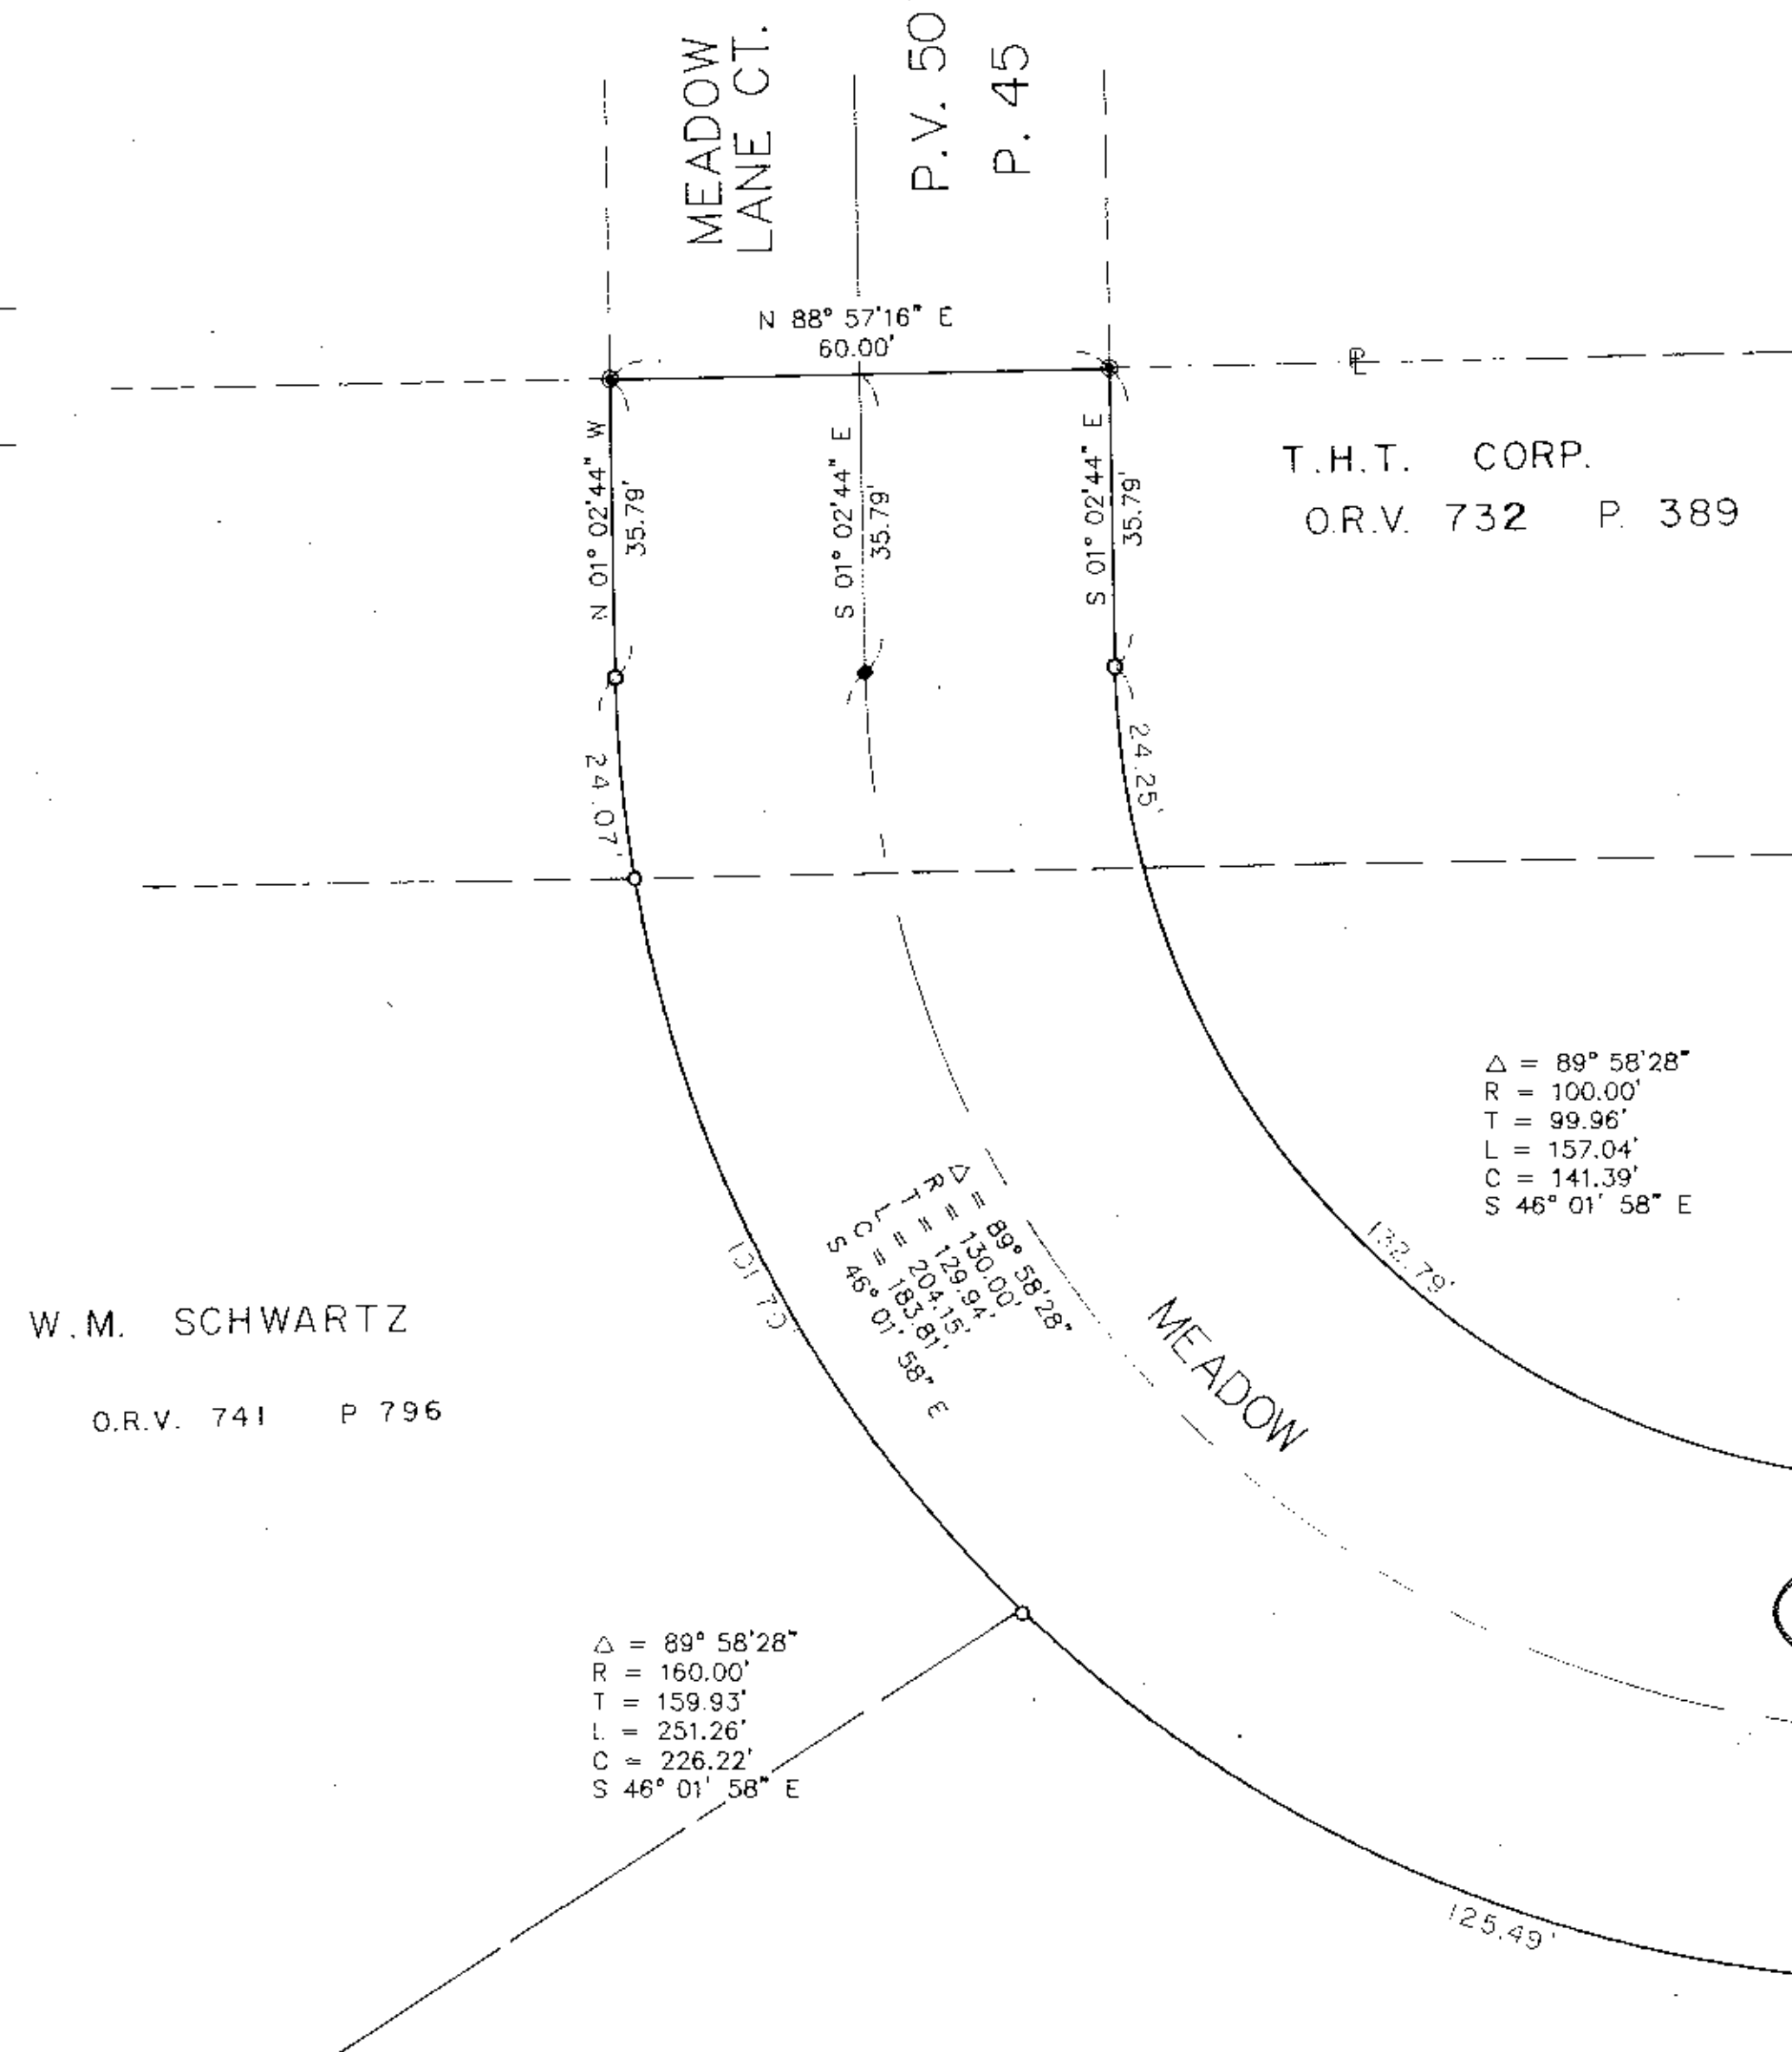 MEADOW
LANE CT.
P.V. 50
P. 45
N 88° 57'16" E
60.00'
N 01° 02'44" W
35.79'
S 01° 02'44" E
35.79'
S 01° 02'44" E
35.79'
T.H.T. CORP.
O.R.V. 732 P. 389
24.07'
24.25'
Δ = 89° 58'28"
R = 100.00'
T = 99.96'
L = 157.04'
C = 141.39'
S 46° 01' 58" E
132.79'
Δ = 89° 58'28"
R = 130.00'
T = 129.94'
L = 204.15'
C = 183.81'
S 46° 01' 58" E
MEADOW
W.M. SCHWARTZ
O.R.V. 741 P 796
Δ = 89° 58'28"
R = 160.00'
T = 159.93'
L = 251.26'
C = 226.22'
S 46° 01' 58" E
125.49'